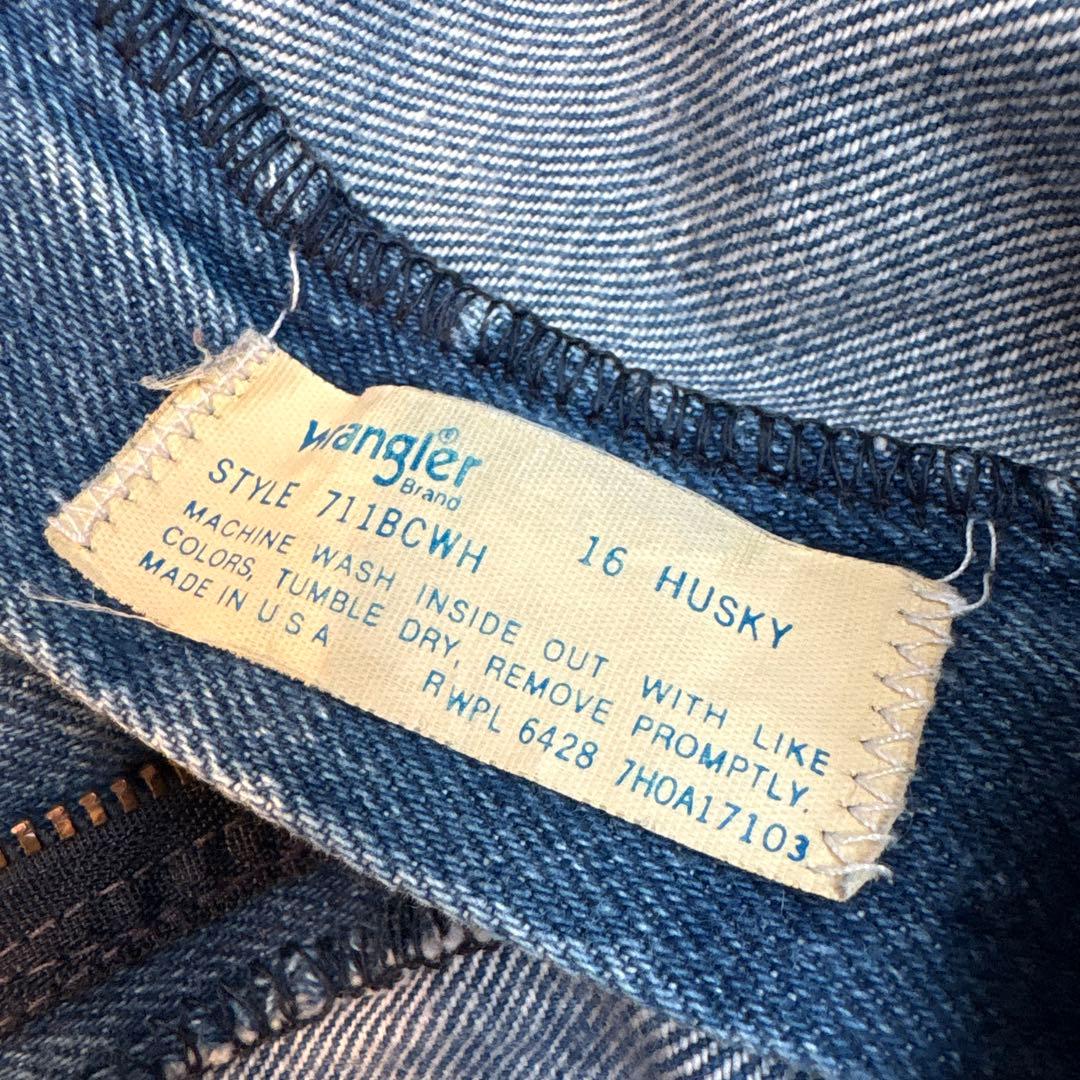 Wrangler®
Brand
STYLE 711BCWH 16 HUSKY
MACHINE WASH INSIDE OUT WITH LIKE
COLORS, TUMBLE DRY, REMOVE PROMPTLY.
MADE IN U S A
RWPL 6428 7H0A17103